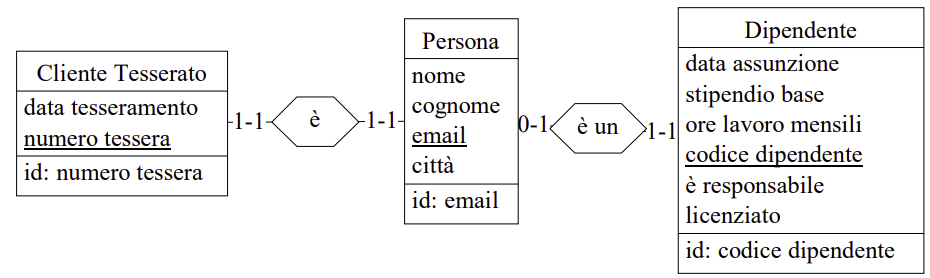 Cliente Tesserato
data tesseramento
numero tessera
id: numero tessera
1-1
è
1-1
Persona
nome
cognome
email
città
id: email
0-1
è un
1-1
Dipendente
data assunzione
stipendio base
ore lavoro mensili
codice dipendente
è responsabile
licenziato
id: codice dipendente